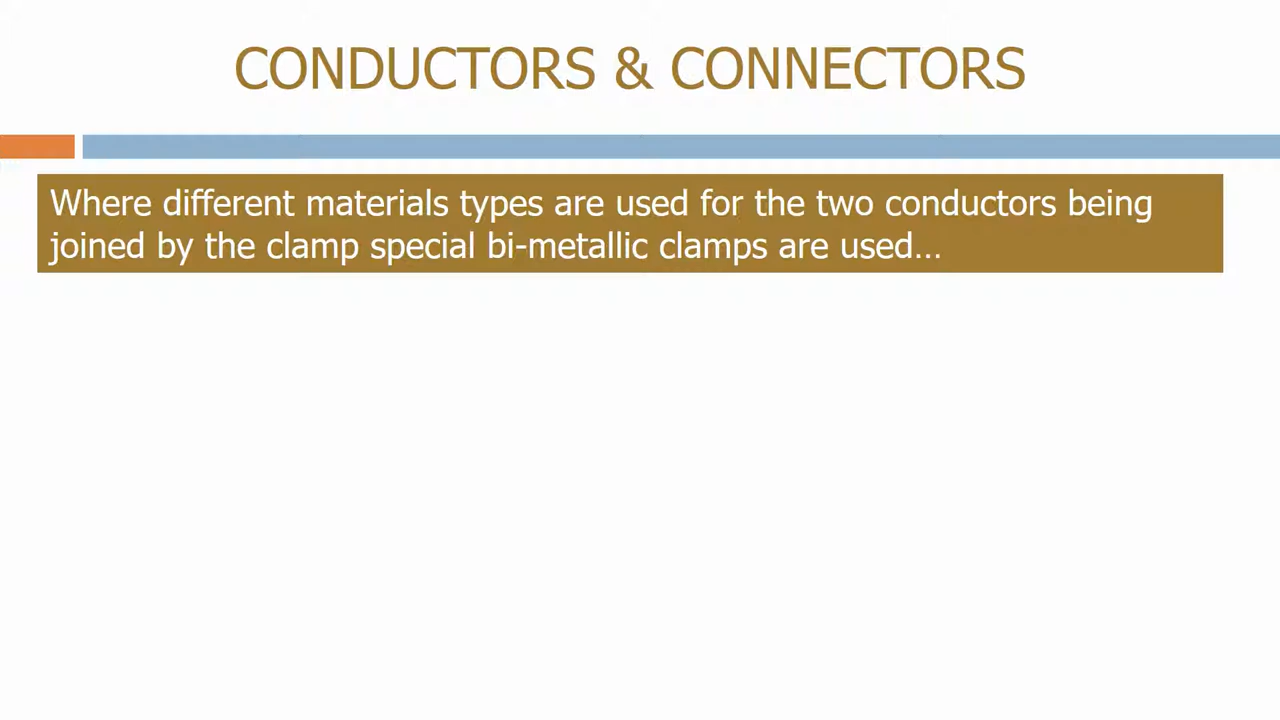 CONDUCTORS & CONNECTORS
Where different materials types are used for the two conductors being
joined by the clamp special bi-metallic clamps are used…